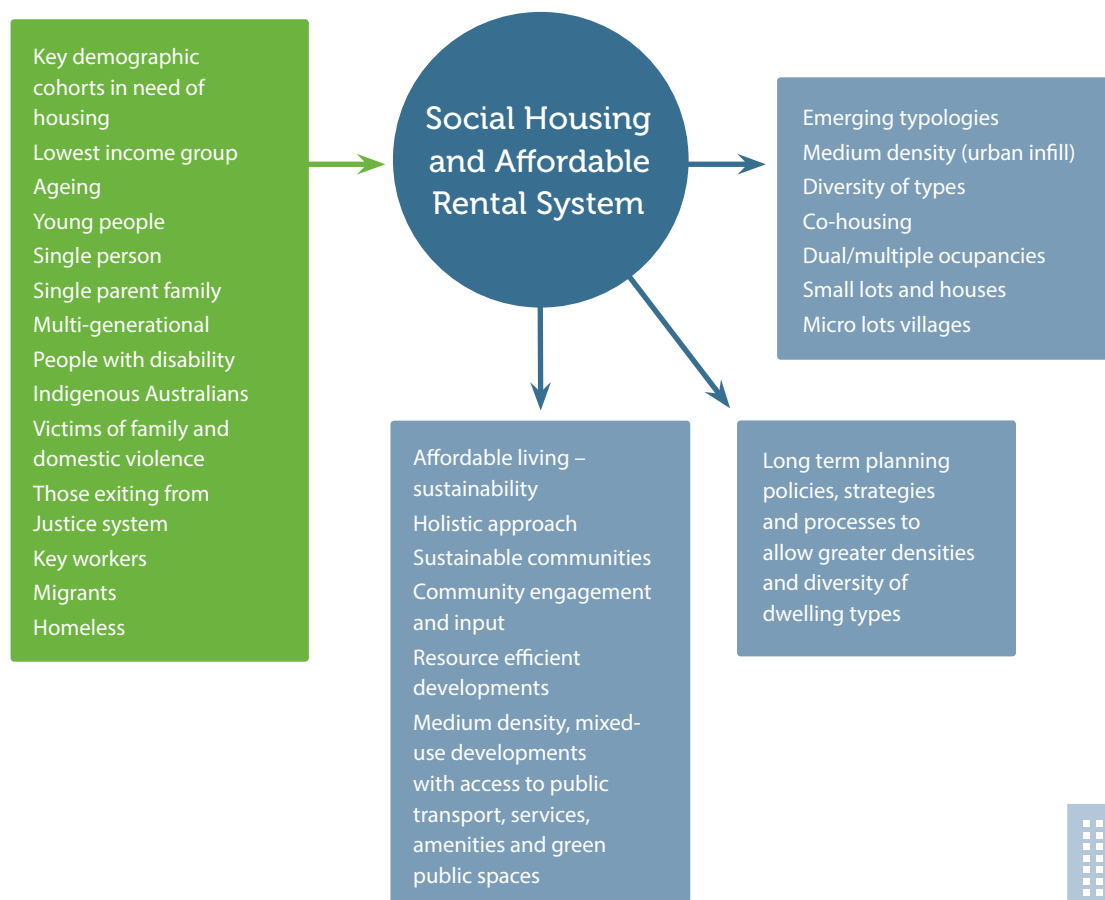 Key demographic
cohorts in need of
housing
Lowest income group
Ageing
Young people
Single person
Single parent family
Multi-generational
People with disability
Indigenous Australians
Victims of family and
domestic violence
Those exiting from
Justice system
Key workers
Migrants
Homeless
Social Housing
and Affordable
Rental System
Emerging typologies
Medium density (urban infill)
Diversity of types
Co-housing
Dual/multiple ocupancies
Small lots and houses
Micro lots villages
Affordable living –
sustainability
Holistic approach
Sustainable communities
Community engagement
and input
Resource efficient
developments
Medium density, mixed-
use developments
with access to public
transport, services,
amenities and green
public spaces
Long term planning
policies, strategies
and processes to
allow greater densities
and diversity of
dwelling types